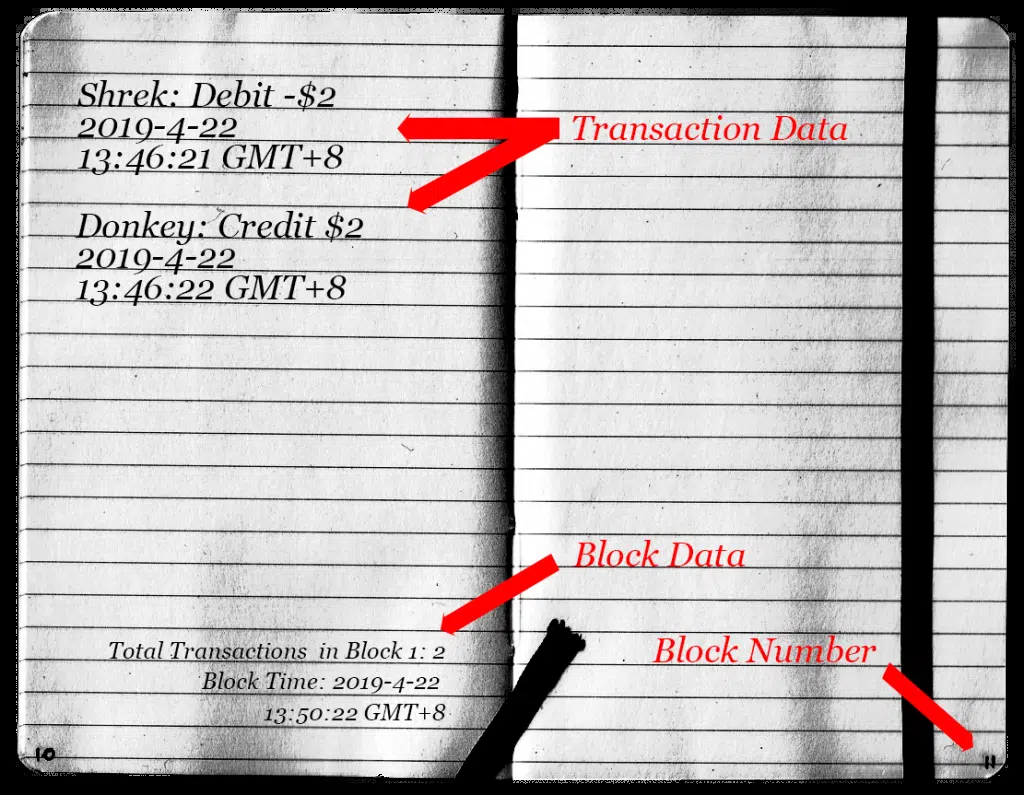 Shrek: Debit -$2
2019-4-22
13:46:21 GMT+8
Transaction Data
Donkey: Credit $2
2019-4-22
13:46:22 GMT+8
Block Data
Total Transactions in Block 1: 2
Block Time: 2019-4-22
13:50:22 GMT+8
Block Number
10
11